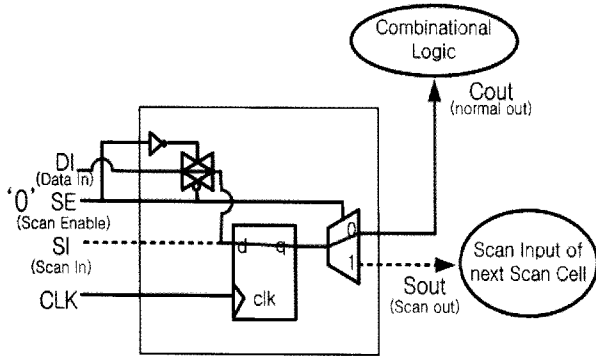 Combinational
Logic
Cout
(normal out)
DI
(Data In)
'0' SE
(Scan Enable)
SI
(Scan In)
CLK
d q
clk
0
1
Sout
(Scan out)
Scan Input of
next Scan Cell